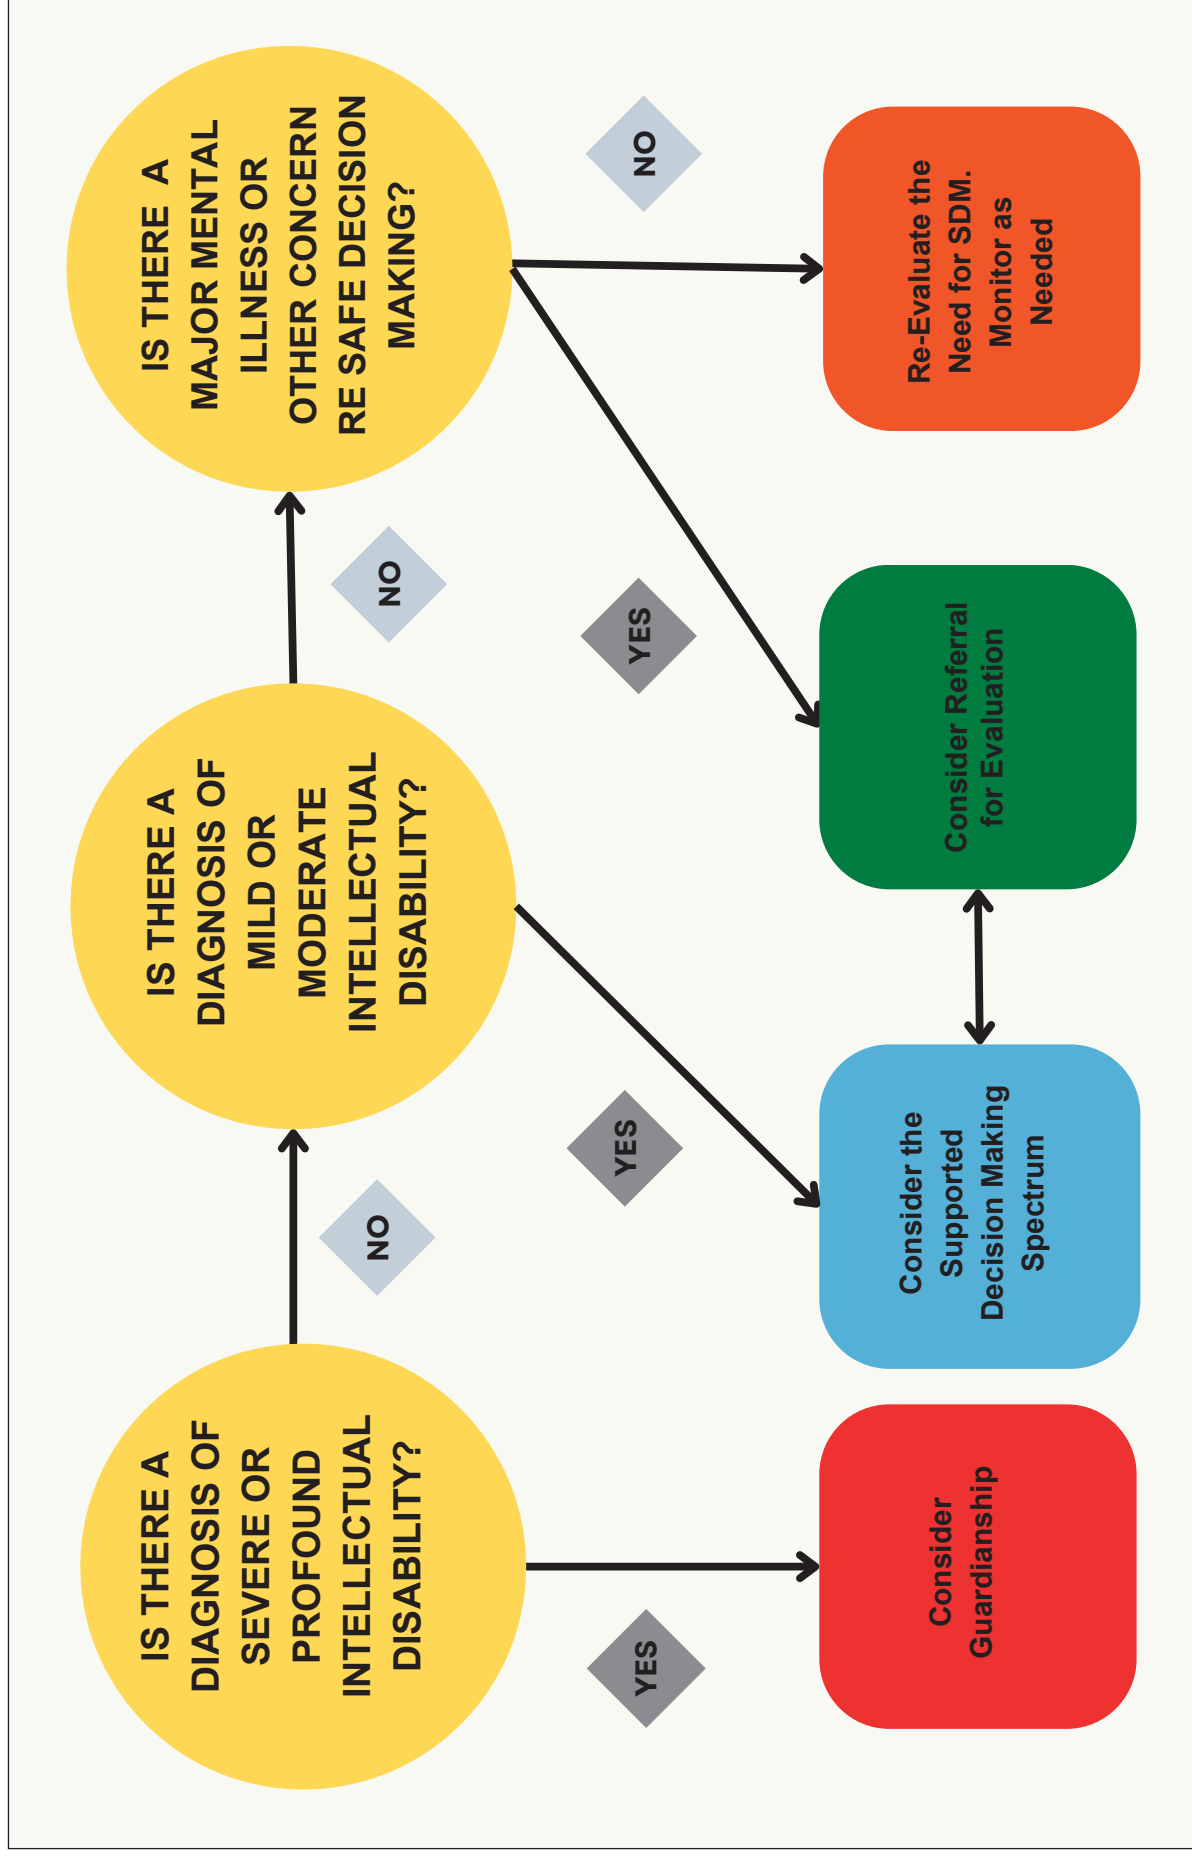 IS THERE A
DIAGNOSIS OF
SEVERE OR
PROFOUND
INTELLECTUAL
DISABILITY?
NO
IS THERE A
DIAGNOSIS OF
MILD OR
MODERATE
INTELLECTUAL
DISABILITY?
NO
IS THERE A
MAJOR MENTAL
ILLNESS OR
OTHER CONCERN
RE SAFE DECISION
MAKING?
YES
YES
YES
NO
Consider
Guardianship
Consider the
Supported
Decision Making
Spectrum
Consider Referral
for Evaluation
Re-Evaluate the
Need for SDM.
Monitor as
Needed